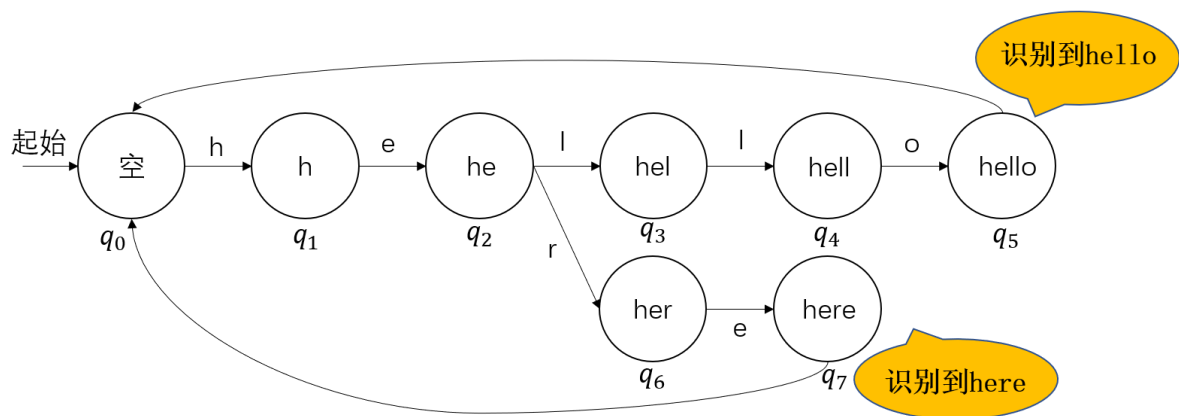 识别到hello
起始
空
h
h
e
he
l
hel
l
hell
o
hello
q0
q1
q2
q3
q4
q5
r
her
e
here
q6
q7
识别到here